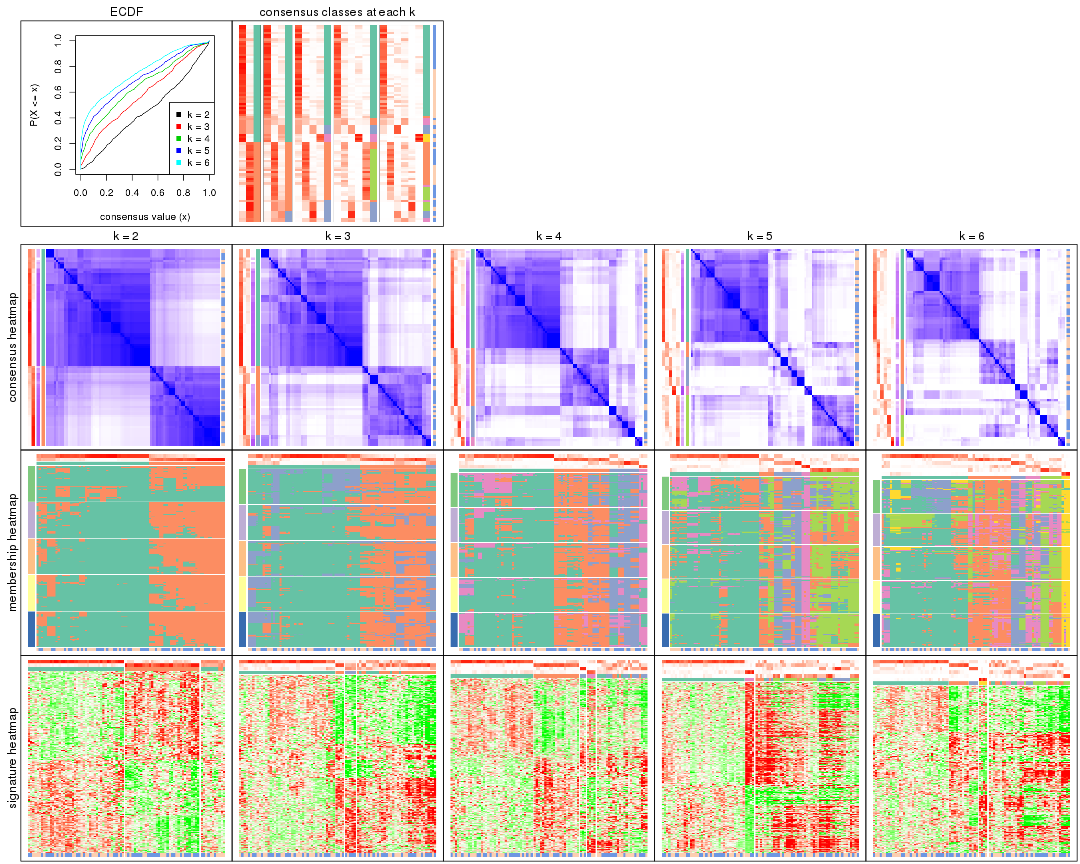 ECDF
consensus classes at each k
P(X <= x)
0.0 0.2 0.4 0.6 0.8 1.0
k = 2
k = 3
k = 4
k = 5
k = 6
0.0 0.2 0.4 0.6 0.8 1.0
consensus value (x)
k = 2 k = 3 k = 4 k = 5 k = 6
consensus heatmap
membership heatmap
signature heatmap